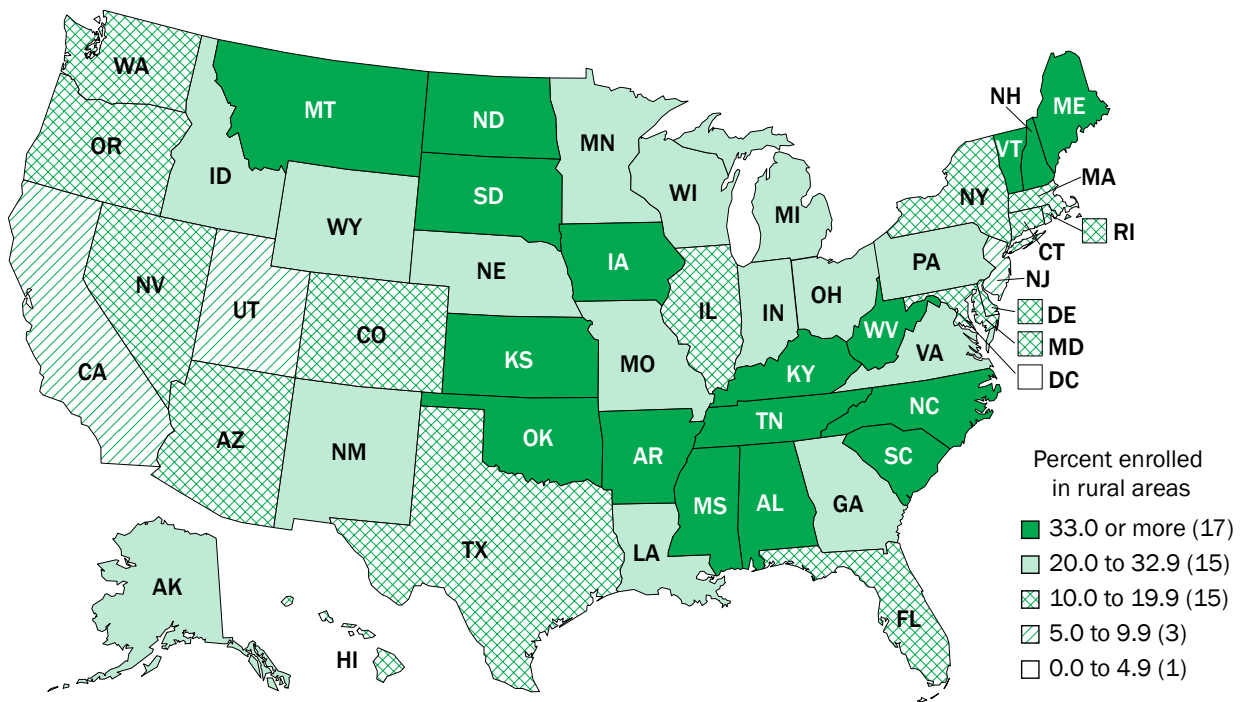 WA
MT
ND
ME
NH
MN
VT
OR
ID
SD
WI
NY
MA
MI
RI
WY
CT
IA
PA
NE
NJ
NV
UT
IL
IN
OH
DE
CO
WV
MD
VA
CA
KS
MO
KY
DC
NC
TN
AZ
NM
OK
AR
SC
MS
AL
GA
TX
LA
AK
FL
HI
Percent enrolled
in rural areas
33.0 or more (17)
20.0 to 32.9 (15)
10.0 to 19.9 (15)
5.0 to 9.9 (3)
0.0 to 4.9 (1)